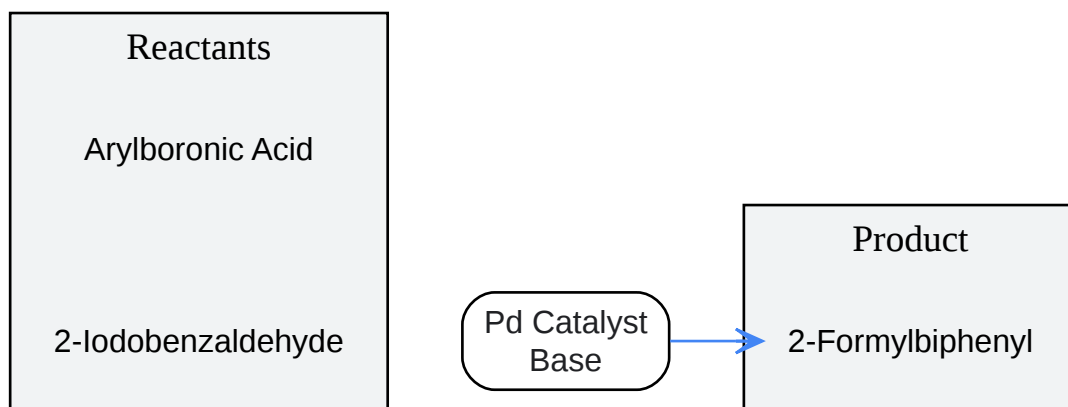 Reactants
Arylboronic Acid
2-Iodobenzaldehyde
Pd Catalyst
Base
Product
2-Formylbiphenyl